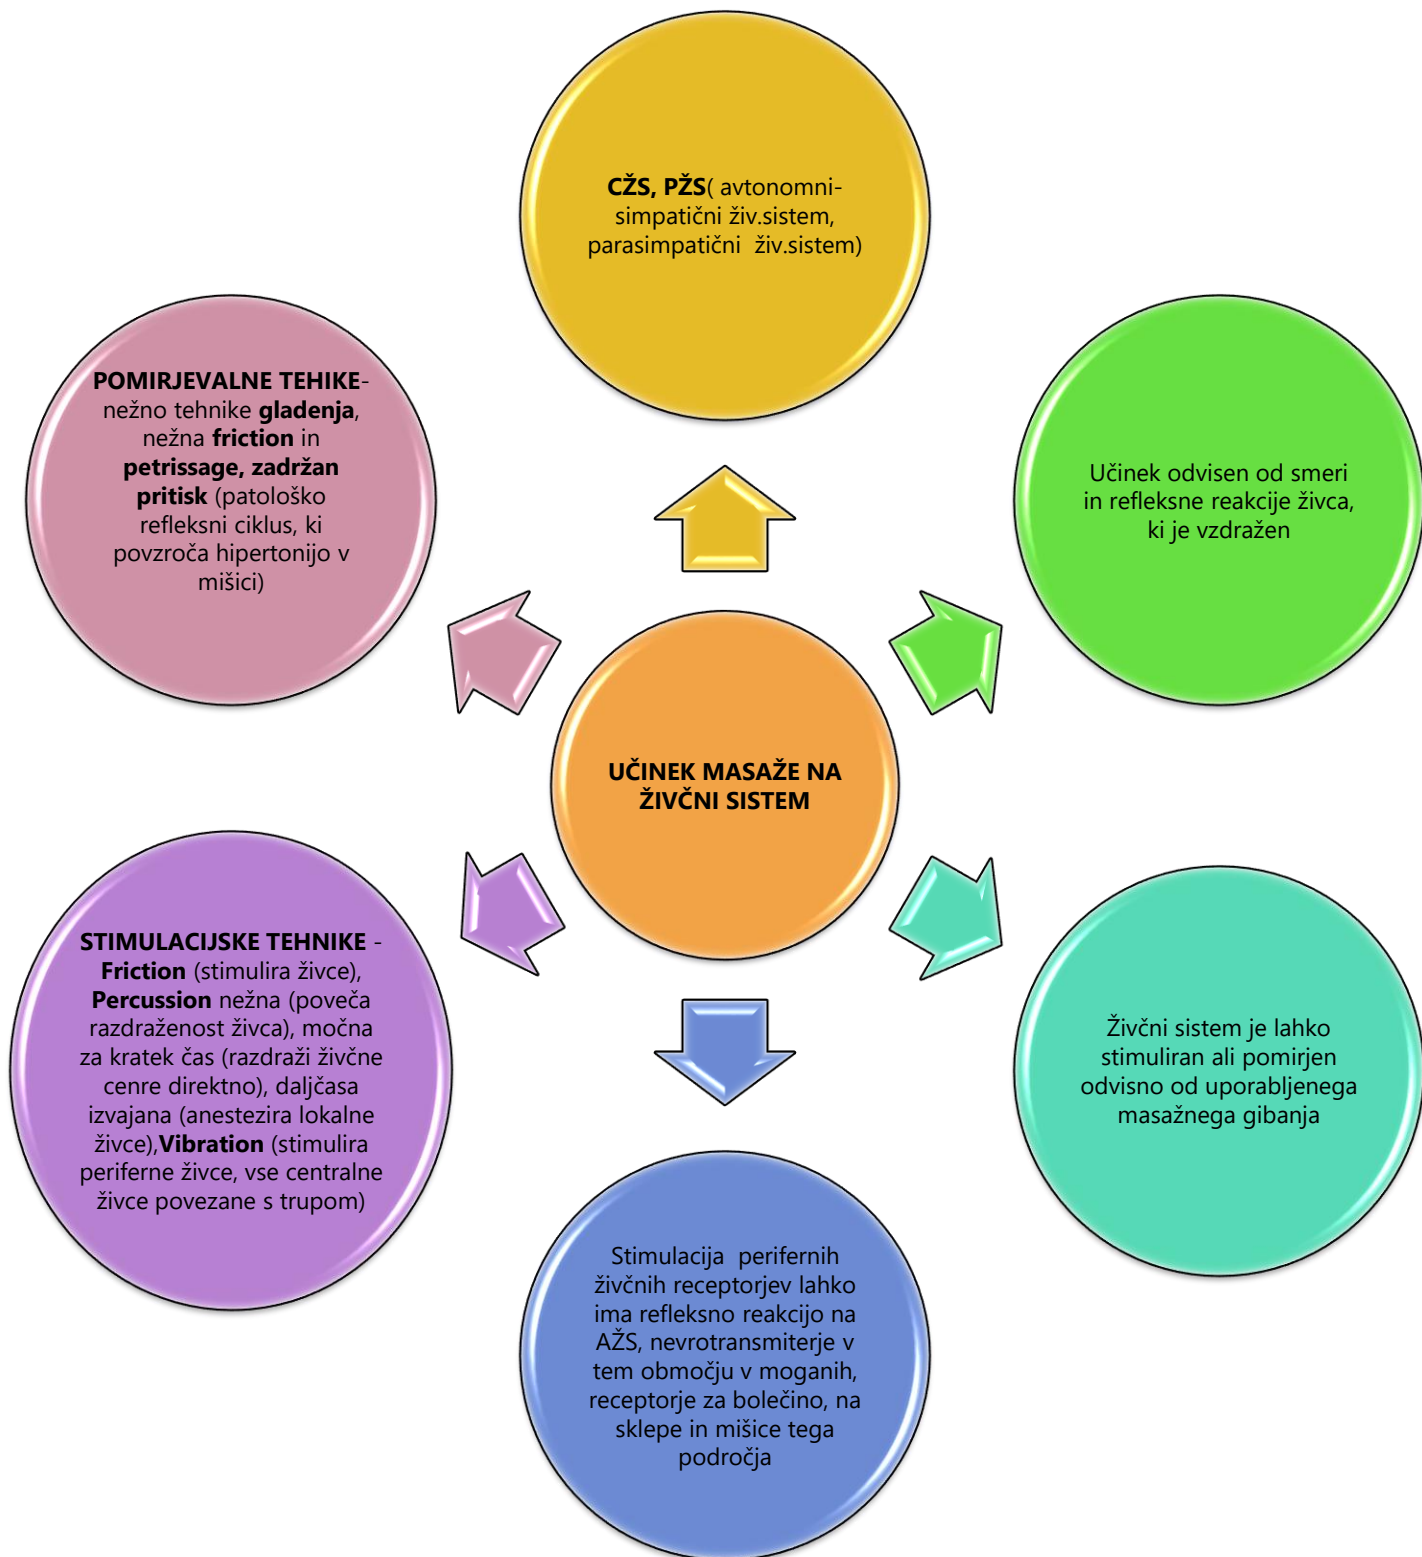 CŽS, PŽS( avtonomni-
simpatični živ.sistem,
parasimpatični živ.sistem)
Učinek odvisen od smeri
in refleksne reakcije živca,
ki je vzdražen
Živčni sistem je lahko
stimuliran ali pomirjen
odvisno od uporabljenega
masažnega gibanja
Stimulacija perifernih
živčnih receptorjev lahko
ima refleksno reakcijo na
AŽS, nevrotransmiterje v
tem območju v moganih,
receptorje za bolečino, na
sklepe in mišice tega
področja
STIMULACIJSKE TEHNIKE -
Friction (stimulira živce),
Percussion nežna (poveča
razdraženost živca), močna
za kratek čas (razdraži živčne
cenre direktno), daljčasa
izvajana (anestezira lokalne
živce),Vibration (stimulira
periferne živce, vse centralne
živce povezane s trupom)
POMIRJEVALNE TEHIKE-
nežno tehnike gladenja,
nežna friction in
petrissage, zadržan
pritisk (patološko
refleksni ciklus, ki
povzroča hipertonijo v
mišici)
UČINEK MASAŽE NA
ŽIVČNI SISTEM